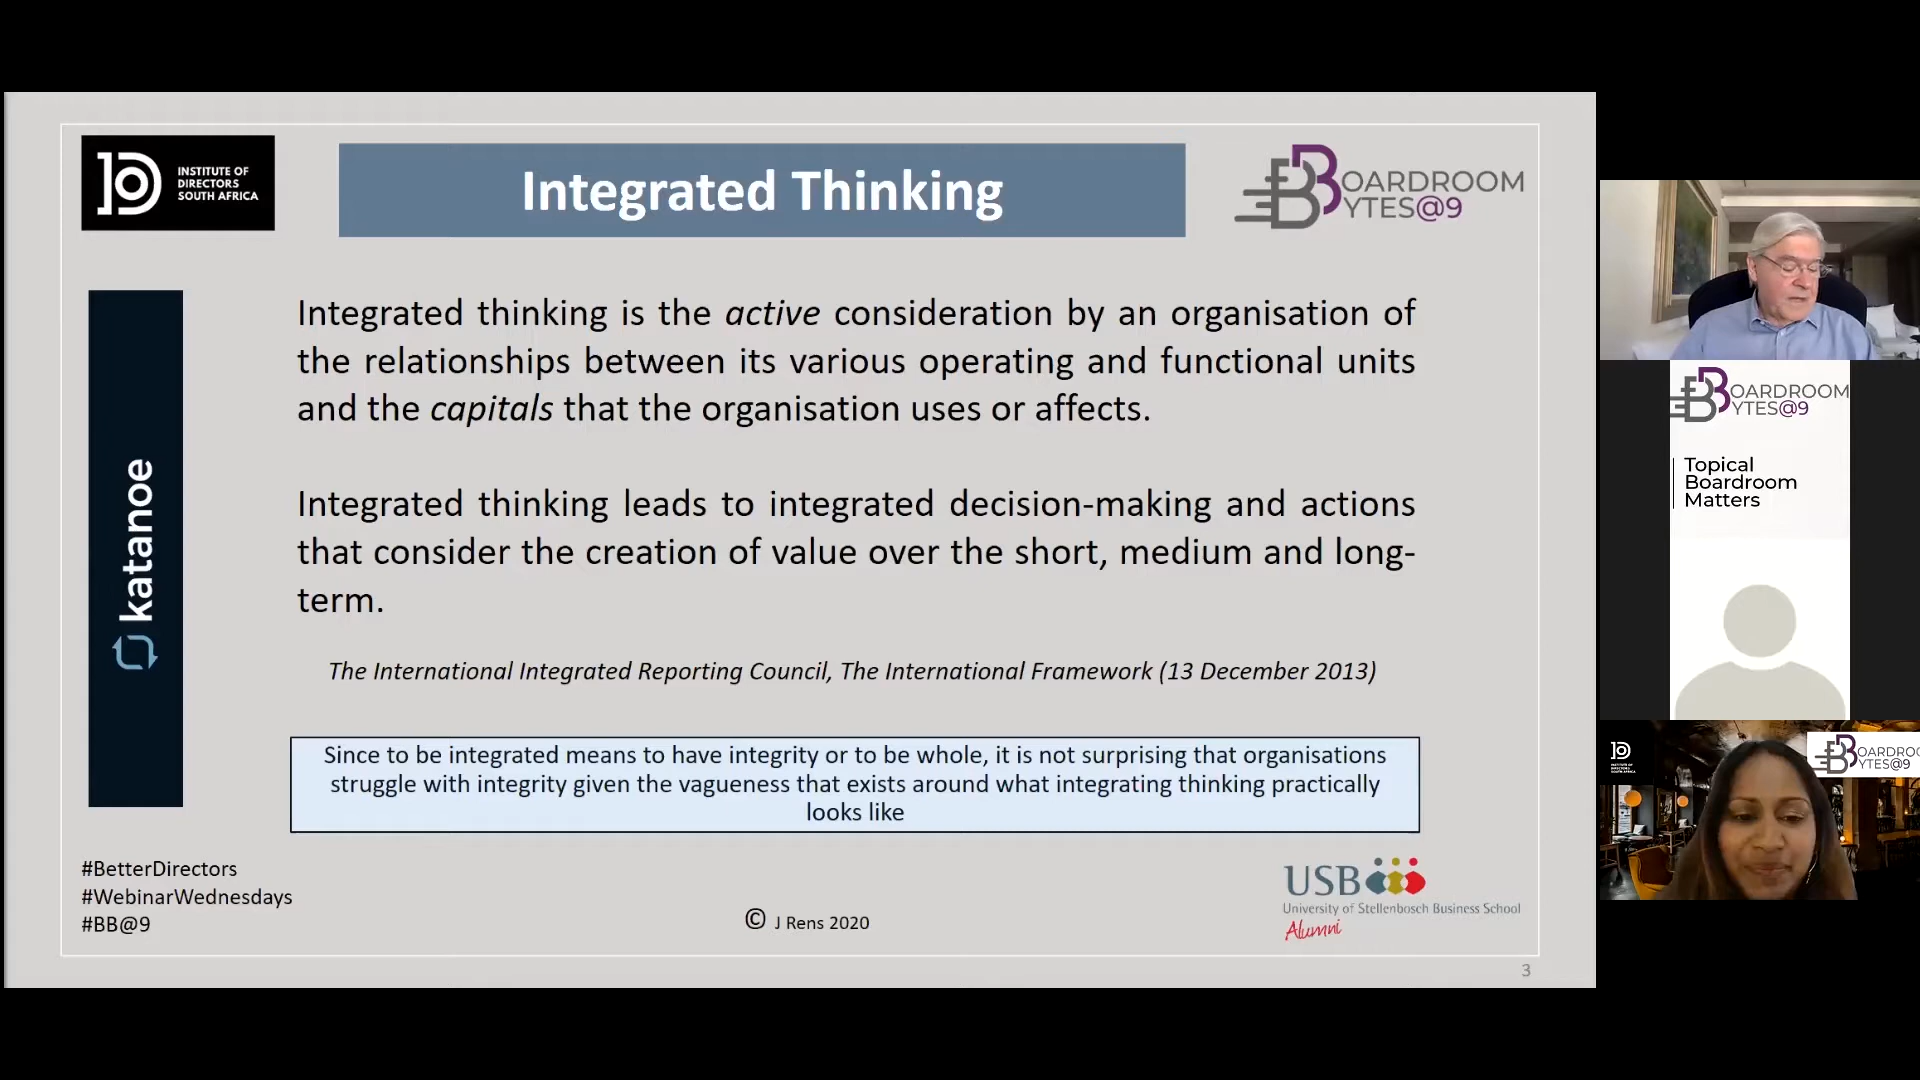 INSTITUTE OF
DIRECTORS
SOUTH AFRICA
Integrated Thinking
BOARDROOM
BYTES@9
katanoe
Integrated thinking is the active consideration by an organisation of
the relationships between its various operating and functional units
and the capitals that the organisation uses or affects.
Integrated thinking leads to integrated decision-making and actions
that consider the creation of value over the short, medium and long-
term.
The International Integrated Reporting Council, The International Framework (13 December 2013)
Since to be integrated means to have integrity or to be whole, it is not surprising that organisations
struggle with integrity given the vagueness that exists around what integrating thinking practically
looks like
#BetterDirectors
#WebinarWednesdays
#BB@9
© J Rens 2020
USB
University of Stellenbosch Business School
Alumni
3
BOARDROOM
BYTES@9
Topical
Boardroom
Matters
BOARDROO
BYTES@9